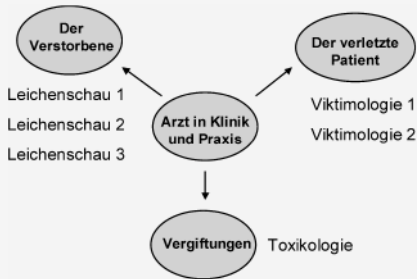 Der
Verstorbene
Leichenschau 1
Leichenschau 2
Leichenschau 3
Der verletzte
Patient
Viktimologie 1
Viktimologie 2
Arzt in Klinik
und Praxis
Vergiftungen
Toxikologie